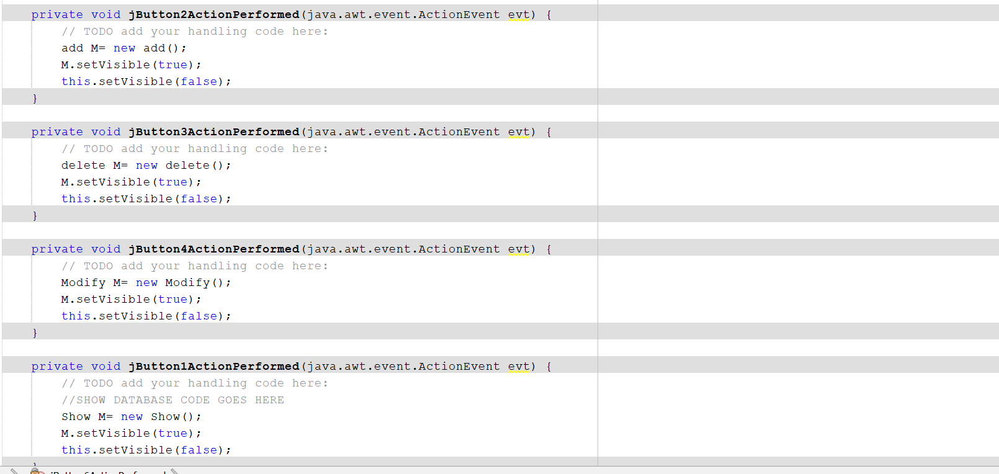 private void jButton2ActionPerformed(java.awt.event.ActionEvent evt) {
// TODO add your handling code here:
add M= new add();
M.setVisible(true);
this.setVisible(false);
}
private void jButton3ActionPerformed(java.awt.event.ActionEvent evt) {
// TODO add your handling code here:
delete M= new delete();
M.setVisible(true);
this.setVisible(false);
}
private void jButton4ActionPerformed(java.awt.event.ActionEvent evt) {
// TODO add your handling code here:
Modify M= new Modify();
M.setVisible(true);
this.setVisible(false);
}
private void jButton1ActionPerformed(java.awt.event.ActionEvent evt) {
// TODO add your handling code here:
//SHOW DATABASE CODE GOES HERE
Show M= new Show();
M.setVisible(true);
this.setVisible(false);
}